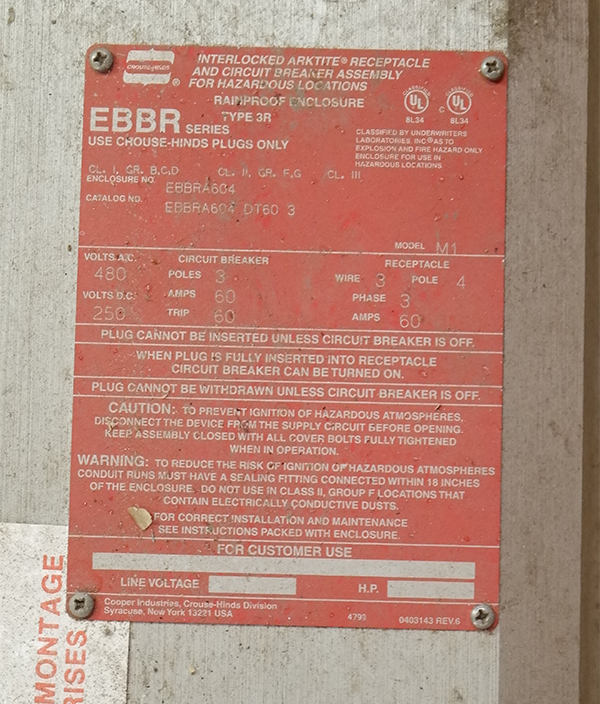 CROUSE-HINDS
®
INTERLOCKED ARKTITE® RECEPTACLE
AND CIRCUIT BREAKER ASSEMBLY
FOR HAZARDOUS LOCATIONS
RAINPROOF ENCLOSURE
TYPE 3R
EBBR SERIES
USE CHOUSE-HINDS PLUGS ONLY
CLASSIFIED UL 8L34 C CLASSIFIED UL 8L34
CLASSIFIED BY UNDERWRITERS
LABORATORIES, INC.® AS TO
EXPLOSION AND FIRE HAZARD ONLY
ENCLOSURE FOR USE IN
HAZARDOUS LOCATIONS
CL. I, GR. B,C,D CL. II, GR. F,G CL. III
ENCLOSURE NO. EBBRA604
CATALOG NO. EBBRA604 DT60 3
MODEL M1
VOLTS A.C. CIRCUIT BREAKER RECEPTACLE
480 POLES 3 WIRE 3 POLE 4
VOLTS D.C. AMPS 60 PHASE 3
250 TRIP 60 AMPS 60
PLUG CANNOT BE INSERTED UNLESS CIRCUIT BREAKER IS OFF.
WHEN PLUG IS FULLY INSERTED INTO RECEPTACLE
CIRCUIT BREAKER CAN BE TURNED ON.
PLUG CANNOT BE WITHDRAWN UNLESS CIRCUIT BREAKER IS OFF.
CAUTION: TO PREVENT IGNITION OF HAZARDOUS ATMOSPHERES,
DISCONNECT THE DEVICE FROM THE SUPPLY CIRCUIT BEFORE OPENING.
KEEP ASSEMBLY CLOSED WITH ALL COVER BOLTS FULLY TIGHTENED
WHEN IN OPERATION.
WARNING: TO REDUCE THE RISK OF IGNITION OF HAZARDOUS ATMOSPHERES
CONDUIT RUNS MUST HAVE A SEALING FITTING CONNECTED WITHIN 18 INCHES
OF THE ENCLOSURE. DO NOT USE IN CLASS II, GROUP F LOCATIONS THAT
CONTAIN ELECTRICALLY CONDUCTIVE DUSTS.
FOR CORRECT INSTALLATION AND MAINTENANCE
SEE INSTRUCTIONS PACKED WITH ENCLOSURE.
FOR CUSTOMER USE
LINE VOLTAGE H.P.
Cooper Industries, Crouse-Hinds Division
Syracuse, New York 13221 USA
4799 0403143 REV.6
MONTAGE
RISES.